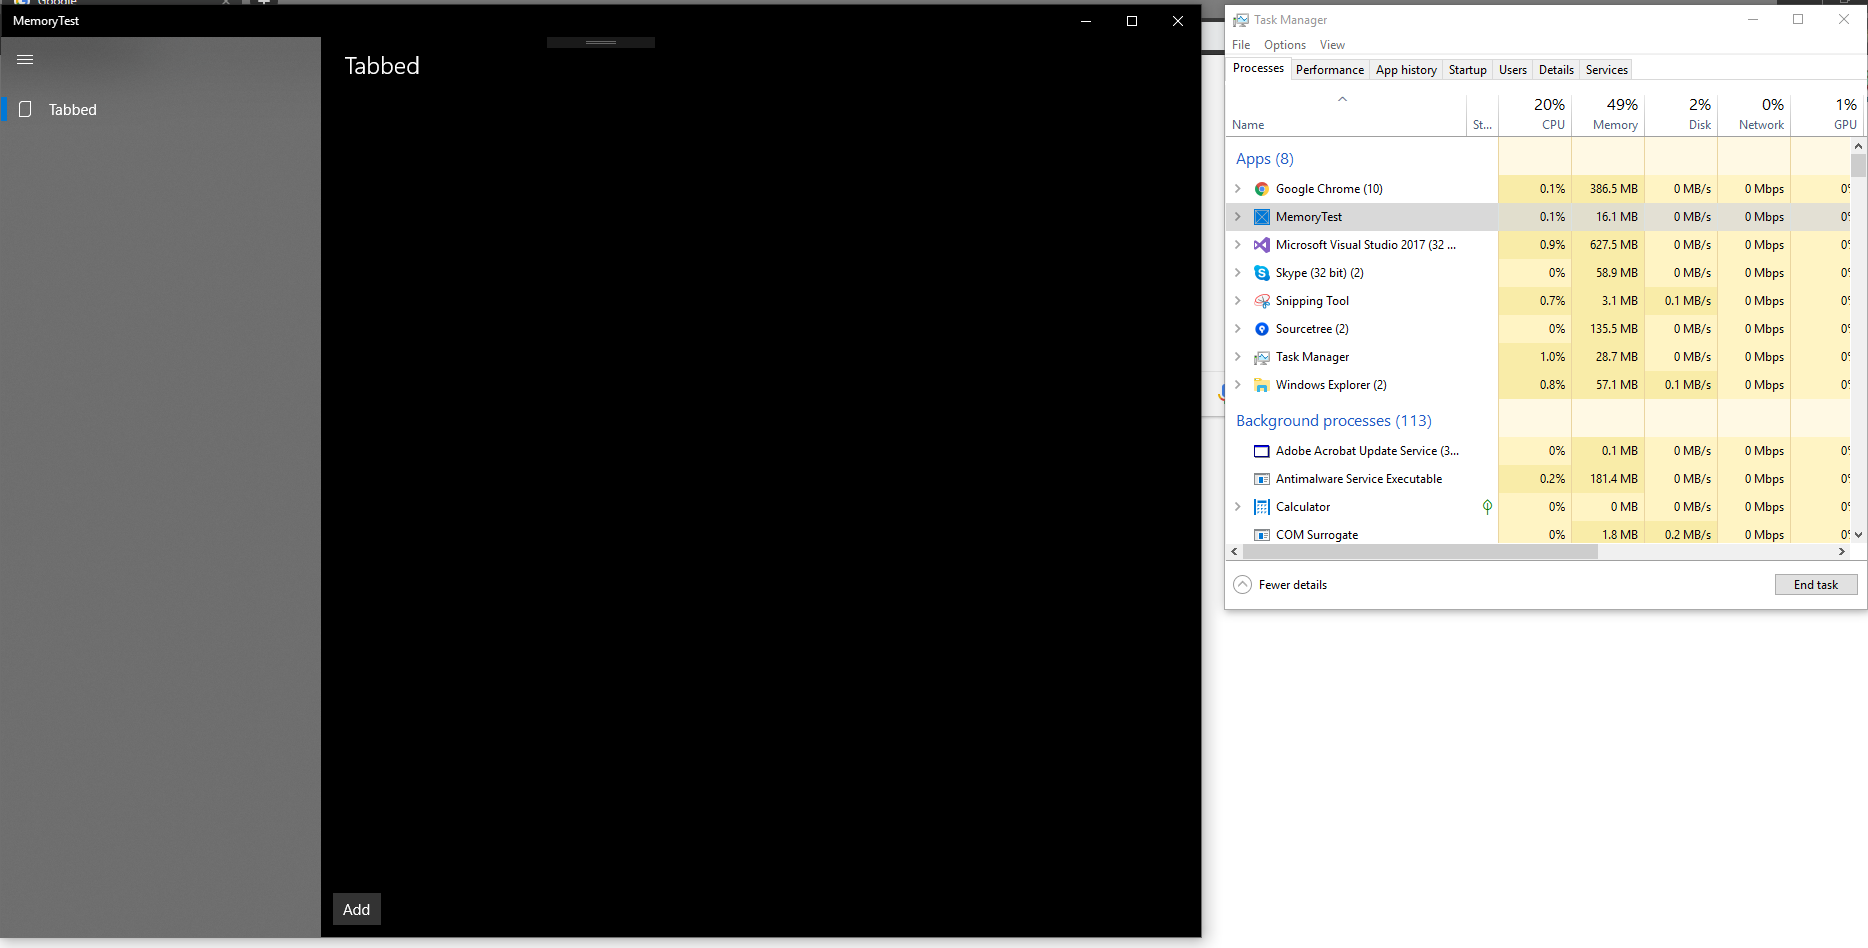 Google
MemoryTest
Tabbed
Tabbed
Add
Task Manager
File Options View
Processes Performance App history Startup Users Details Services
20% 49% 2% 0% 1%
Name St... CPU Memory Disk Network GPU
Apps (8)
Google Chrome (10) 0.1% 386.5 MB 0 MB/s 0 Mbps 0%
MemoryTest 0.1% 16.1 MB 0 MB/s 0 Mbps 0%
Microsoft Visual Studio 2017 (32 ... 0.9% 627.5 MB 0 MB/s 0 Mbps 0%
Skype (32 bit) (2) 0% 58.9 MB 0 MB/s 0 Mbps 0%
Snipping Tool 0.7% 3.1 MB 0.1 MB/s 0 Mbps 0%
Sourcetree (2) 0% 135.5 MB 0 MB/s 0 Mbps 0%
Task Manager 1.0% 28.7 MB 0 MB/s 0 Mbps 0%
Windows Explorer (2) 0.8% 57.1 MB 0.1 MB/s 0 Mbps 0%
Background processes (113)
Adobe Acrobat Update Service (3... 0% 0.1 MB 0 MB/s 0 Mbps 0%
Antimalware Service Executable 0.2% 181.4 MB 0 MB/s 0 Mbps 0%
Calculator 0% 0 MB 0 MB/s 0 Mbps 0%
COM Surrogate 0% 1.8 MB 0.2 MB/s 0 Mbps 0%
Fewer details End task